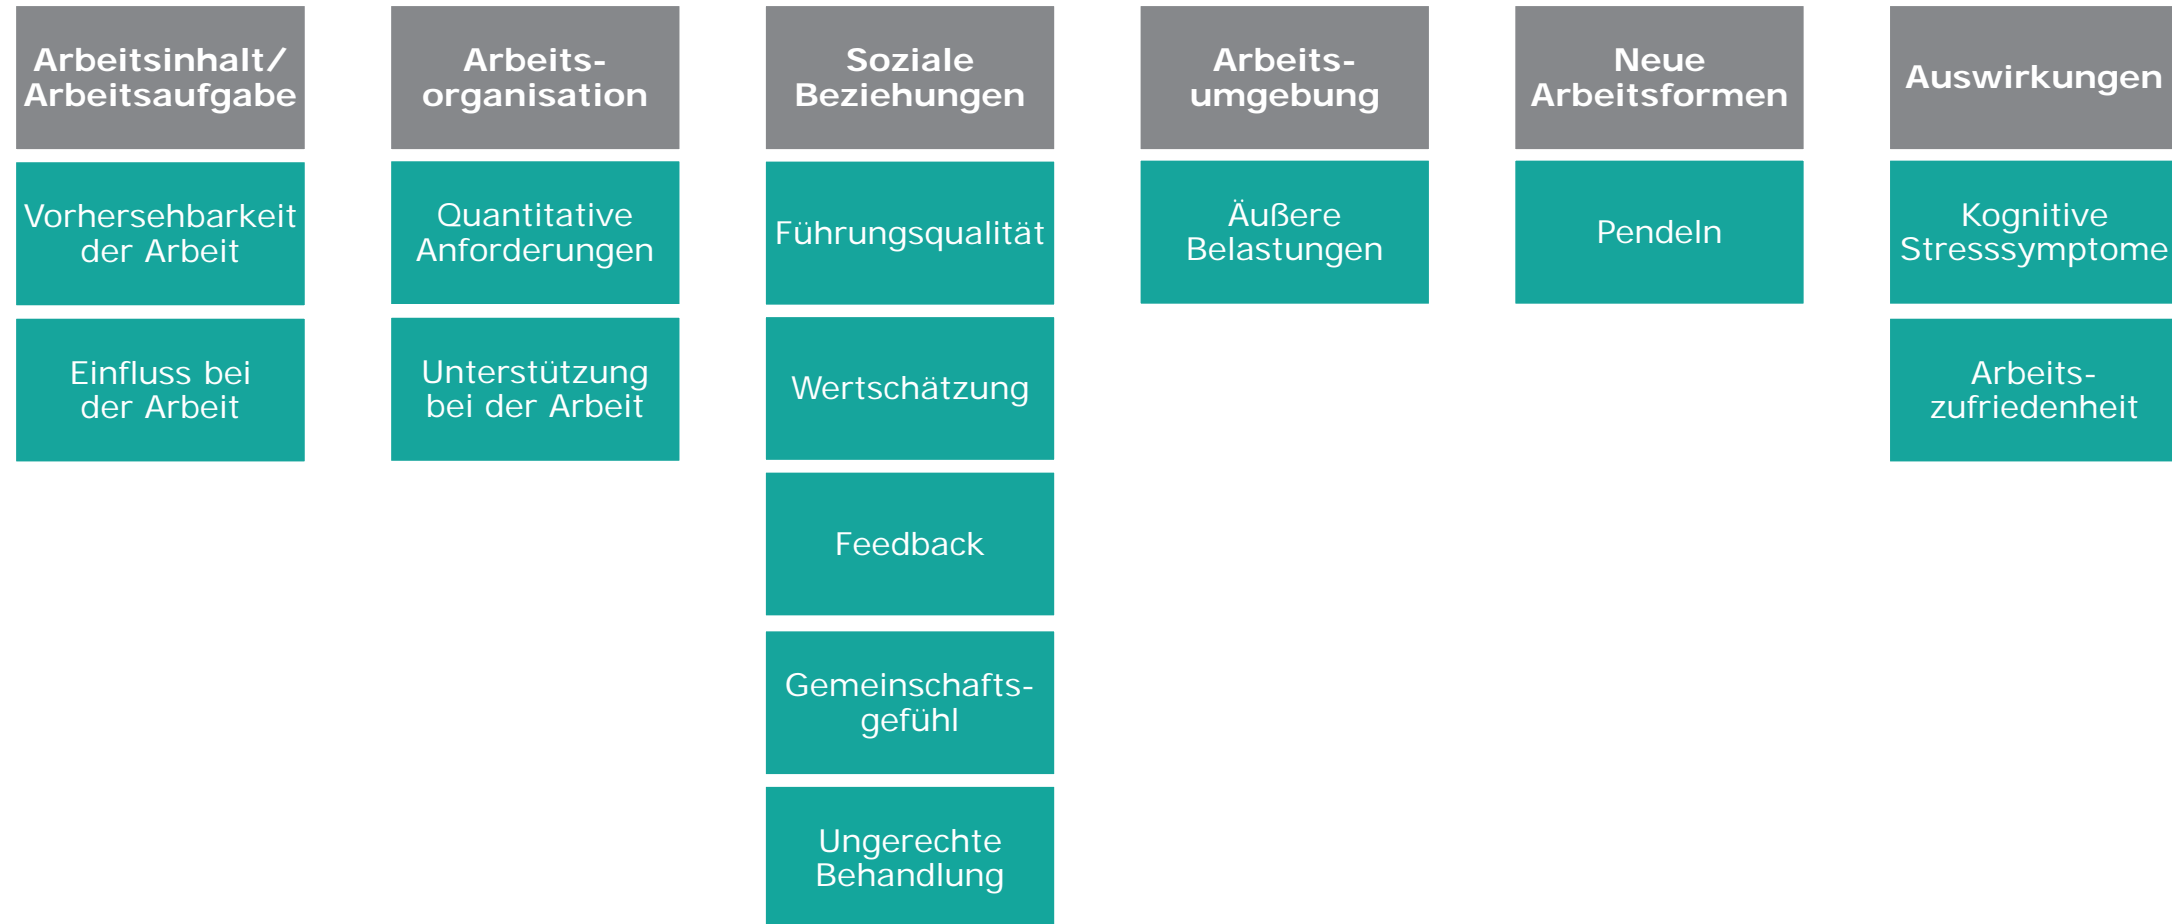 Arbeitsinhalt/
Arbeitsaufgabe
Vorhersehbarkeit
der Arbeit
Einfluss bei
der Arbeit
Arbeits-
organisation
Quantitative
Anforderungen
Unterstützung
bei der Arbeit
Soziale
Beziehungen
Führungsqualität
Wertschätzung
Feedback
Gemeinschafts-
gefühl
Ungerechte
Behandlung
Arbeits-
umgebung
Äußere
Belastungen
Neue
Arbeitsformen
Pendeln
Auswirkungen
Kognitive
Stresssymptome
Arbeits-
zufriedenheit